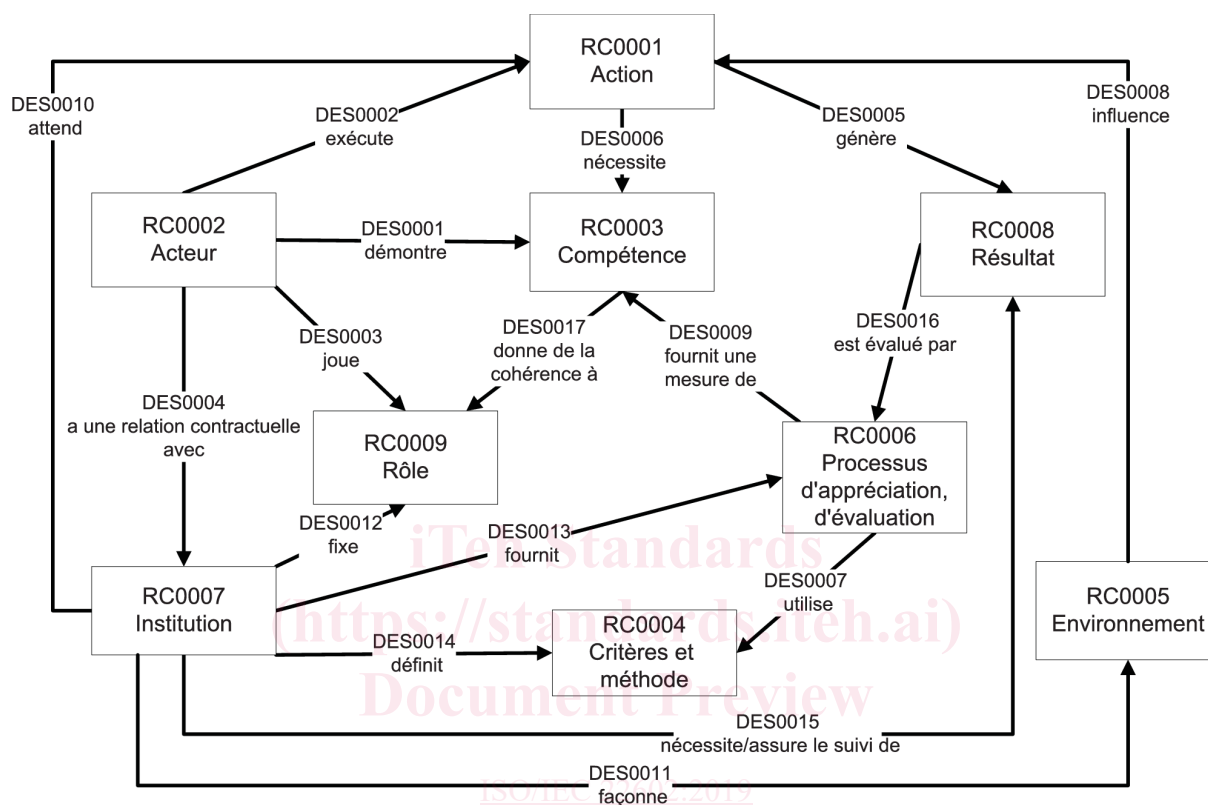 RC0001
Action
DES0010
attend
DES0002
exécute
DES0006
nécessite
DES0005
génère
DES0008
influence
RC0002
Acteur
DES0001
démontre
RC0003
Compétence
RC0008
Résultat
DES0003
joue
DES0017
donne de la
cohérence à
DES0009
fournit une
mesure de
DES0016
est évalué par
DES0004
a une relation contractuelle
avec
RC0009
Rôle
RC0006
Processus
d'appréciation,
d'évaluation
DES0012
fixe
DES0013
fournit
iTeh Standards
RC0007
Institution
DES0007
utilise
RC0005
Environnement
(https://standards.iteh.ai)
DES0014
définit
RC0004
Critères et
méthode
Document Preview
DES0015
nécessite/assure le suivi de
DES0011
façonne
ISO/IEC 22602:2019